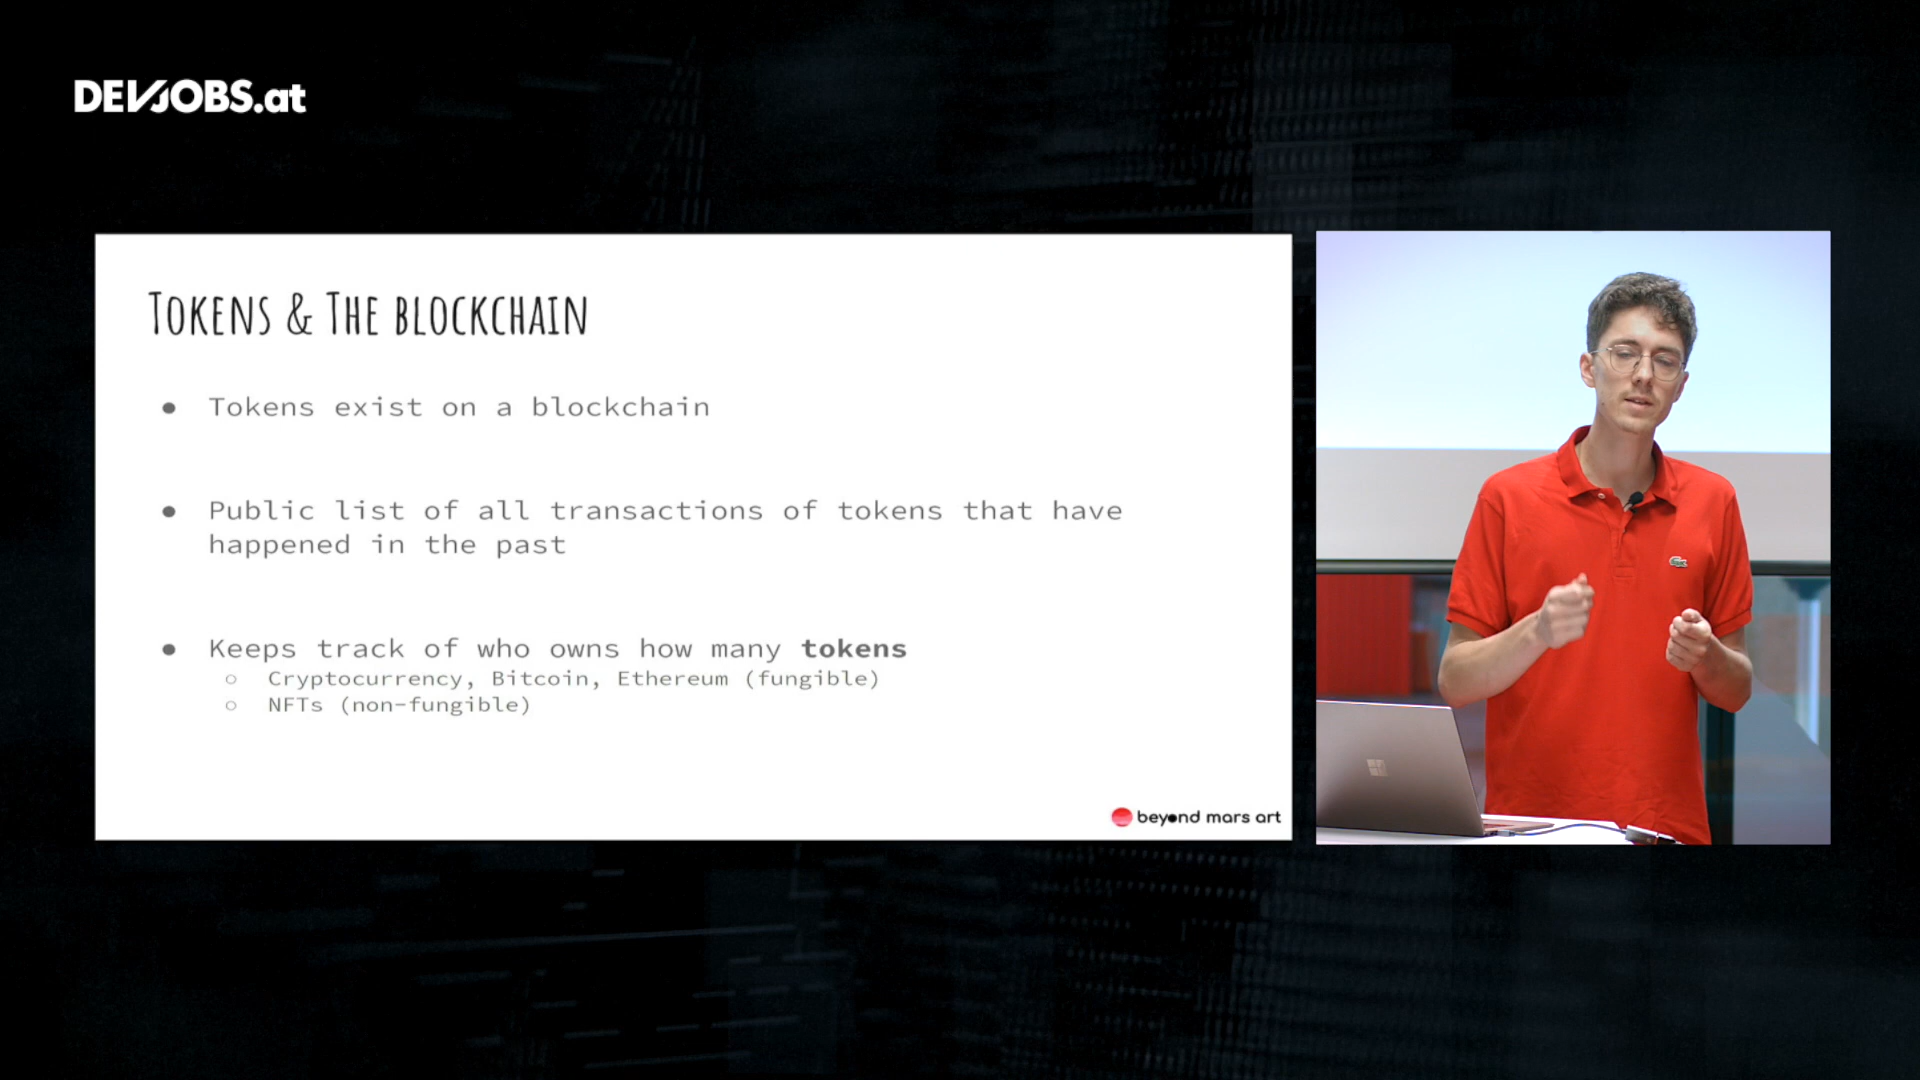 DEVJOBS.at
TOKENS & THE BLOCKCHAIN
● Tokens exist on a blockchain
● Public list of all transactions of tokens that have
happened in the past
● Keeps track of who owns how many tokens
○ Cryptocurrency, Bitcoin, Ethereum (fungible)
○ NFTs (non-fungible)
beyond mars art